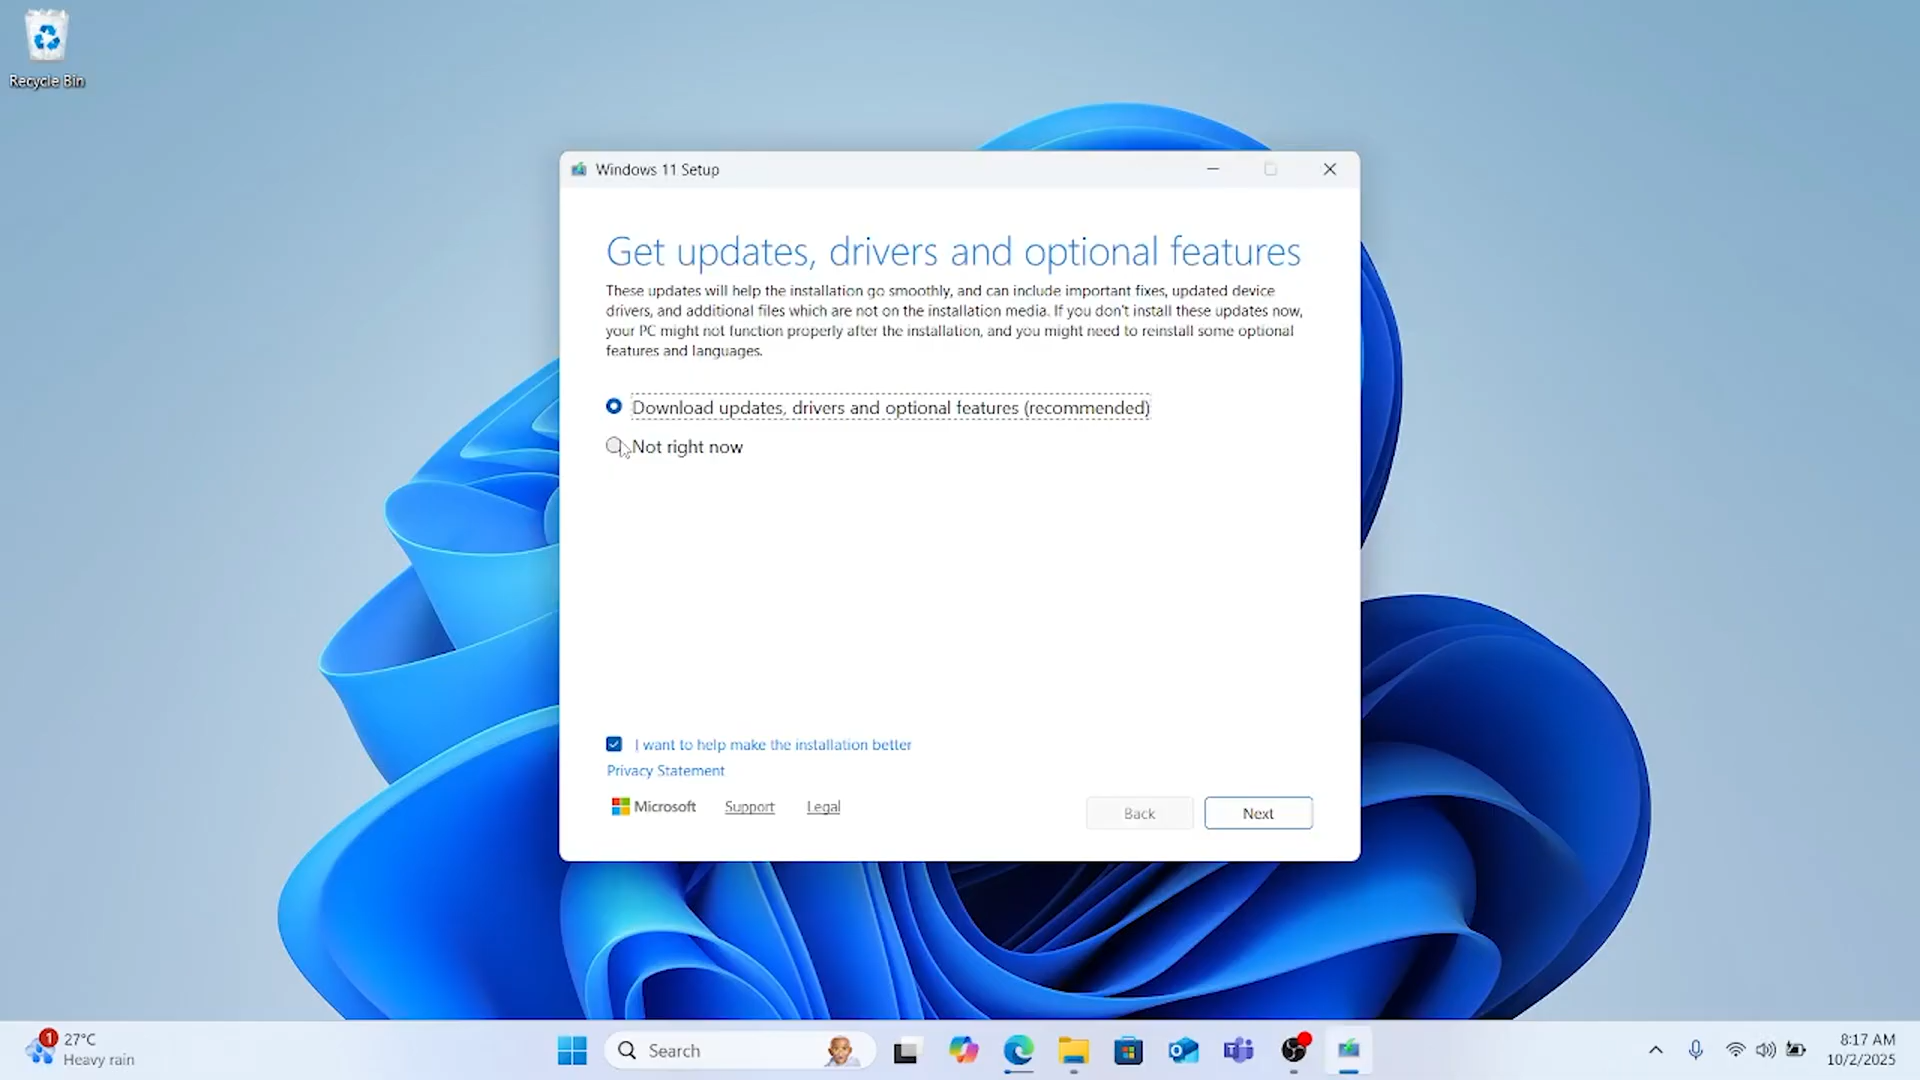 Recycle Bin
Windows 11 Setup
Get updates, drivers and optional features
These updates will help the installation go smoothly, and can include important fixes, updated device
drivers, and additional files which are not on the installation media. If you don't install these updates now,
your PC might not function properly after the installation, and you might need to reinstall some optional
features and languages.
Download updates, drivers and optional features (recommended)
Not right now
I want to help make the installation better
Privacy Statement
Microsoft Support Legal
Back Next
1
27°C
Heavy rain
Search
8:17 AM
10/2/2025